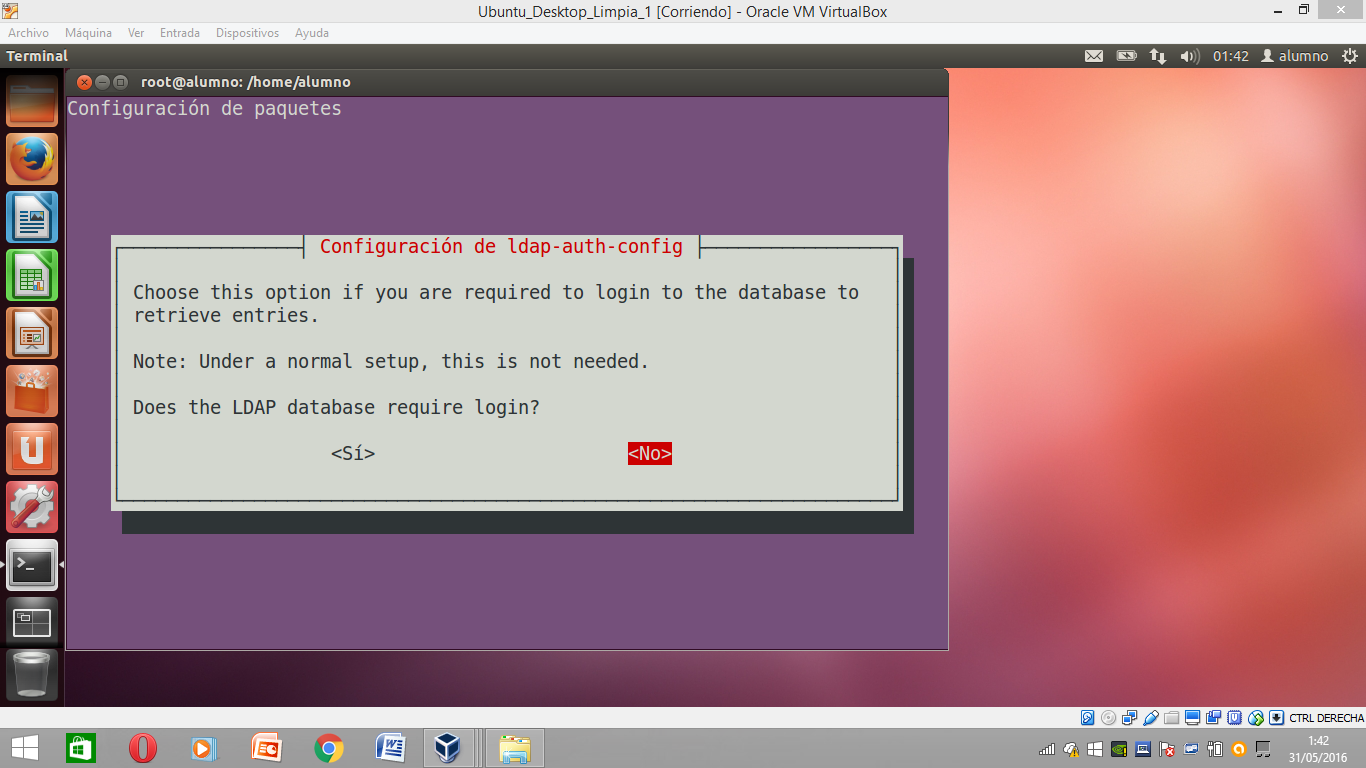 Ubuntu_Desktop_Limpia_1 [Corriendo] - Oracle VM VirtualBox
Archivo Máquina Ver Entrada Dispositivos Ayuda
Terminal 01:42 alumno
root@alumno: /home/alumno
Configuración de paquetes
Configuración de ldap-auth-config
Choose this option if you are required to login to the database to
retrieve entries.
Note: Under a normal setup, this is not needed.
Does the LDAP database require login?
<Sí> <No>
CTRL DERECHA
1:42
31/05/2016